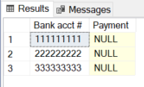 Results Messages
Bank acct # Payment
1 111111111 NULL
2 222222222 NULL
3 333333333 NULL